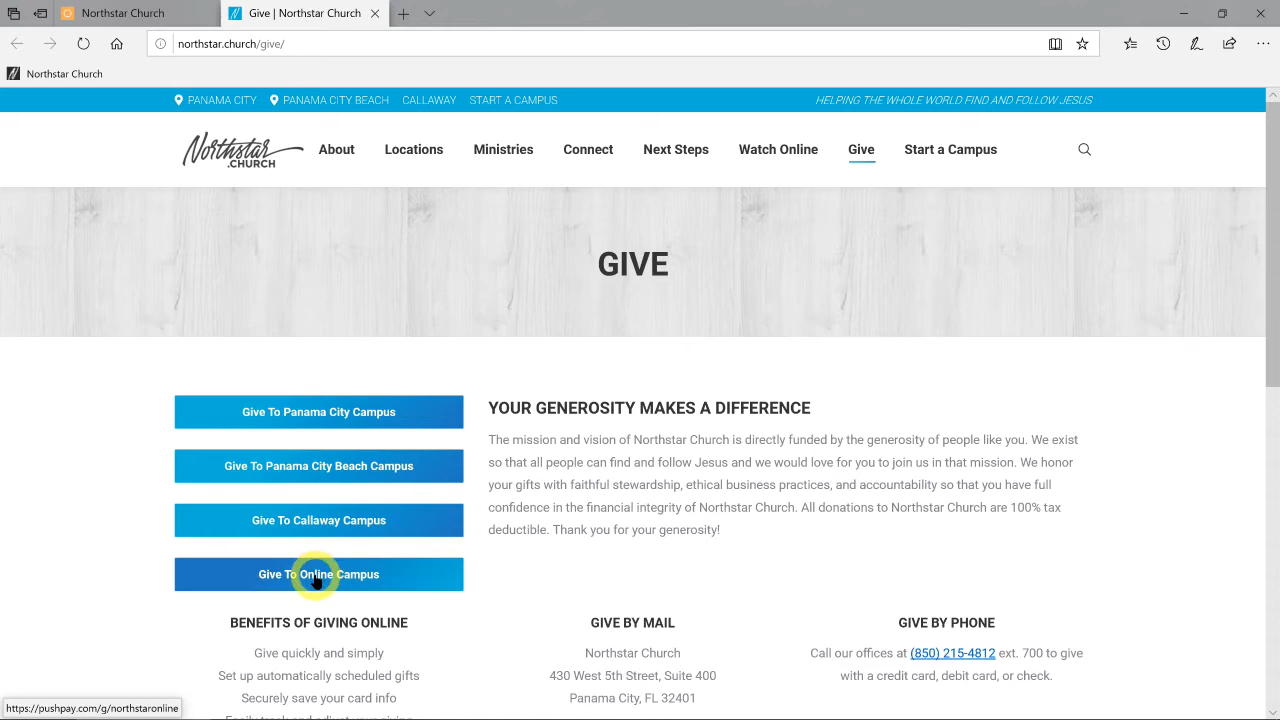 Northstar Church
Northstar Church | Panama Cit
northstar.church/give/
Northstar Church
PANAMA CITY PANAMA CITY BEACH CALLAWAY START A CAMPUS HELPING THE WHOLE WORLD FIND AND FOLLOW JESUS
Northstar .CHURCH About Locations Ministries Connect Next Steps Watch Online Give Start a Campus
GIVE
Give To Panama City Campus
Give To Panama City Beach Campus
Give To Callaway Campus
Give To Online Campus
YOUR GENEROSITY MAKES A DIFFERENCE
The mission and vision of Northstar Church is directly funded by the generosity of people like you. We exist
so that all people can find and follow Jesus and we would love for you to join us in that mission. We honor
your gifts with faithful stewardship, ethical business practices, and accountability so that you have full
confidence in the financial integrity of Northstar Church. All donations to Northstar Church are 100% tax
deductible. Thank you for your generosity!
BENEFITS OF GIVING ONLINE
Give quickly and simply
Set up automatically scheduled gifts
Securely save your card info
Easily track and adjust your giving
GIVE BY MAIL
Northstar Church
430 West 5th Street, Suite 400
Panama City, FL 32401
GIVE BY PHONE
Call our offices at (850) 215-4812 ext. 700 to give
with a credit card, debit card, or check.
https://pushpay.com/g/northstaronline